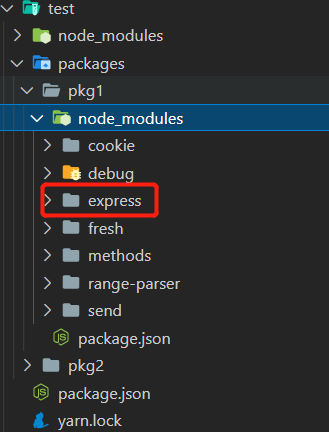 test
node_modules
packages
pkg1
node_modules
cookie
debug
express
fresh
methods
range-parser
send
package.json
pkg2
package.json
yarn.lock